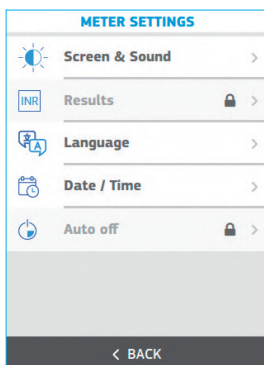 METER SETTINGS
Screen & Sound
INR Results
Language
Date / Time
Auto off
< BACK